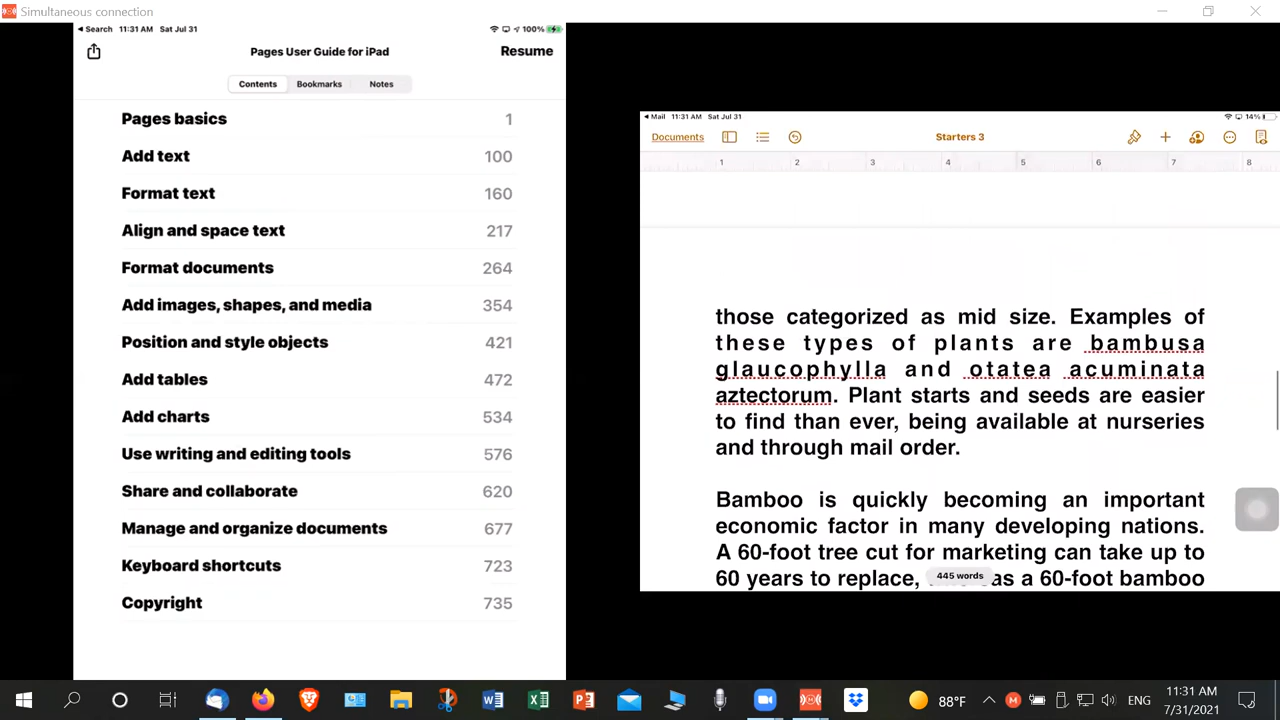 Simultaneous connection
Search 11:31 AM Sat Jul 31
100%
Pages User Guide for iPad
Resume
Contents Bookmarks Notes
Pages basics 1
Add text 100
Format text 160
Align and space text 217
Format documents 264
Add images, shapes, and media 354
Position and style objects 421
Add tables 472
Add charts 534
Use writing and editing tools 576
Share and collaborate 620
Manage and organize documents 677
Keyboard shortcuts 723
Copyright 735
Mail 11:31 AM Sat Jul 31
14%
Documents
Starters 3
1 2 3 4 5 6 7 8
those categorized as mid size. Examples of
these types of plants are bambusa
glaucophylla and otatea acuminata
aztectorum. Plant starts and seeds are easier
to find than ever, being available at nurseries
and through mail order.
Bamboo is quickly becoming an important
economic factor in many developing nations.
A 60-foot tree cut for marketing can take up to
60 years to replace, as a 60-foot bamboo
445 words
88°F
ENG
11:31 AM
7/31/2021